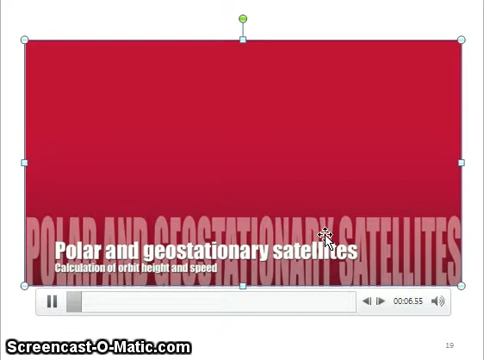 POLAR AND GEOSTATIONARY SATELLITES
Polar and geostationary satellites
Calculation of orbit height and speed
00:06.55
19
Screencast-O-Matic.com